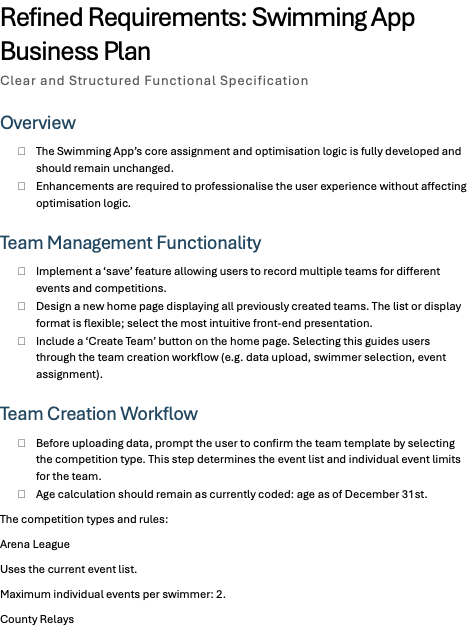 Refined Requirements: Swimming App
Business Plan
Clear and Structured Functional Specification
Overview
☐ The Swimming App’s core assignment and optimisation logic is fully developed and
should remain unchanged.
☐ Enhancements are required to professionalise the user experience without affecting
optimisation logic.
Team Management Functionality
☐ Implement a ‘save’ feature allowing users to record multiple teams for different
events and competitions.
☐ Design a new home page displaying all previously created teams. The list or display
format is flexible; select the most intuitive front-end presentation.
☐ Include a ‘Create Team’ button on the home page. Selecting this guides users
through the team creation workflow (e.g. data upload, swimmer selection, event
assignment).
Team Creation Workflow
☐ Before uploading data, prompt the user to confirm the team template by selecting
the competition type. This step determines the event list and individual event limits
for the team.
☐ Age calculation should remain as currently coded: age as of December 31st.
The competition types and rules:
Arena League
Uses the current event list.
Maximum individual events per swimmer: 2.
County Relays